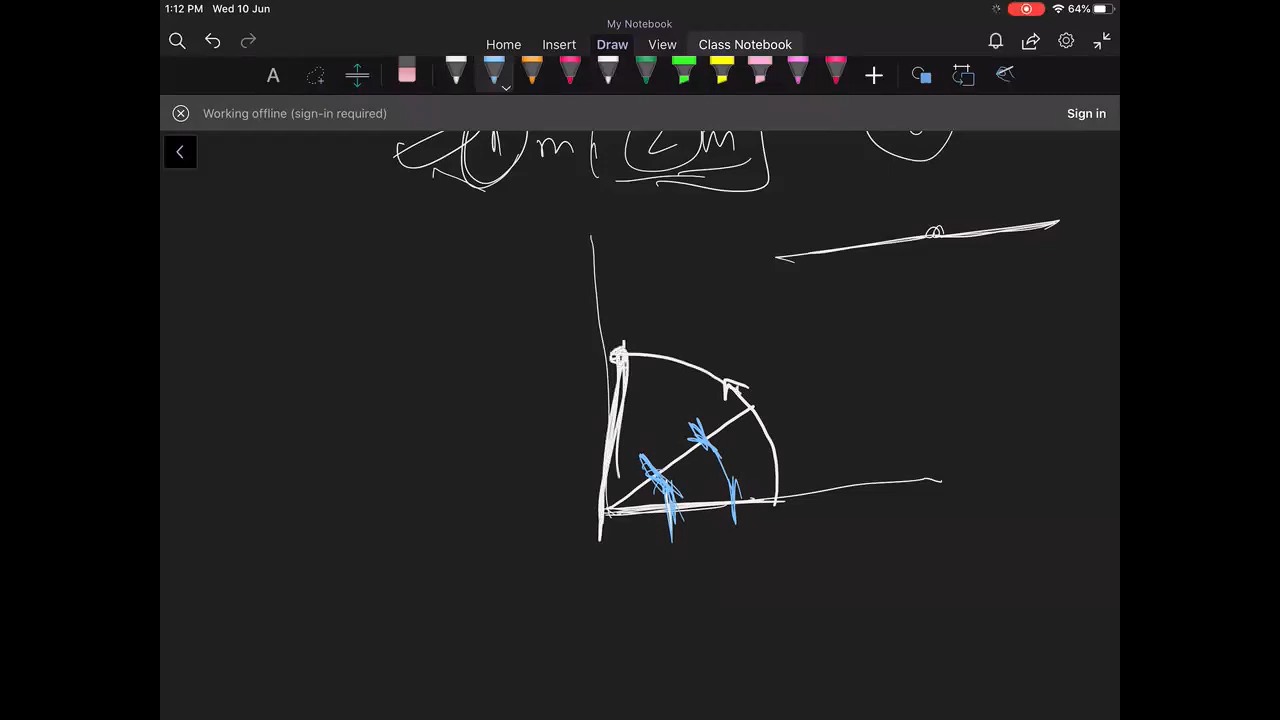 1:12 PM Wed 10 Jun 64%
My Notebook
Home Insert Draw View Class Notebook
A
Working offline (sign-in required) Sign in
m 2 m